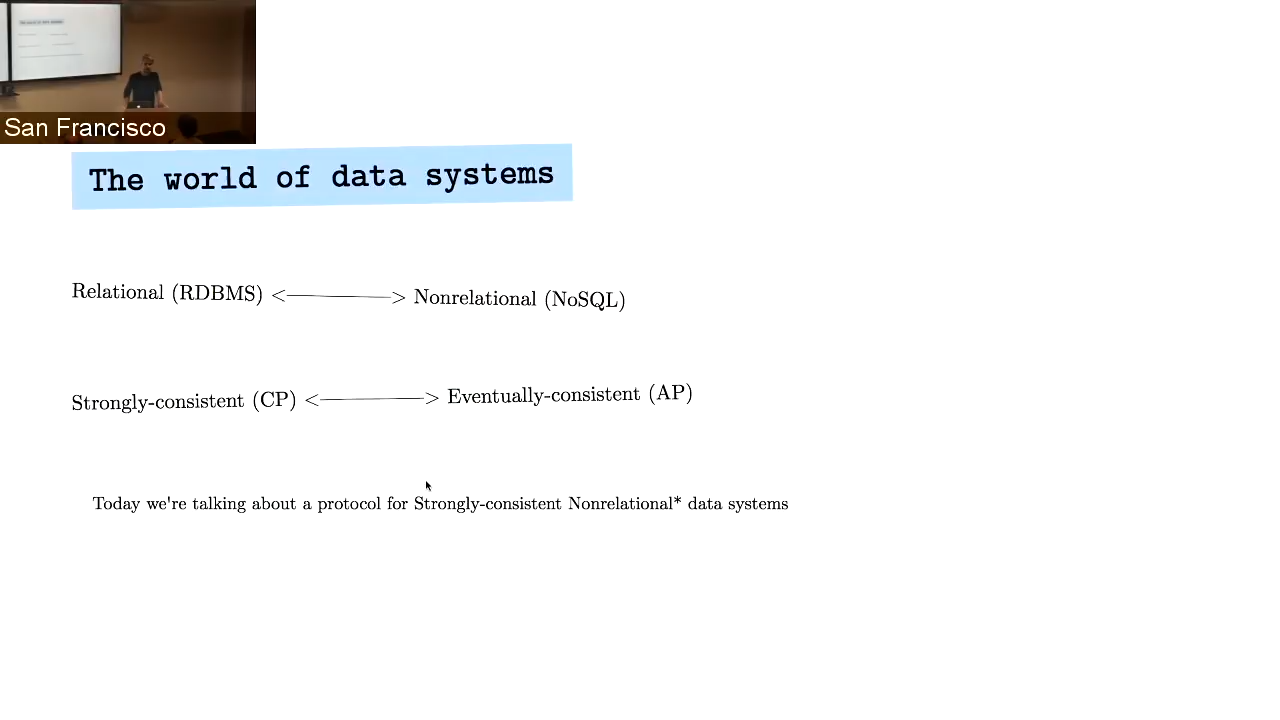 San Francisco
The world of data systems
Relational (RDBMS) <————> Nonrelational (NoSQL)
Strongly-consistent (CP) <————> Eventually-consistent (AP)
Today we're talking about a protocol for Strongly-consistent Nonrelational* data systems